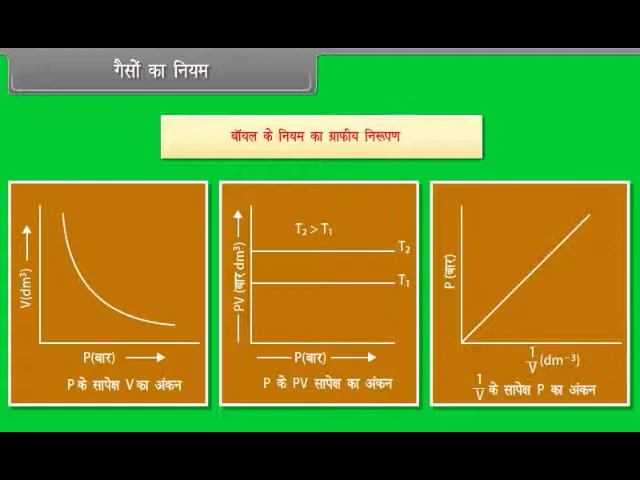 गैसों का नियम
बॉयल के नियम का ग्राफीय निरूपण
V(dm³)
P(बार)
P के सापेक्ष V का अंकन
T₂ > T₁
T₂
T₁
PV (बार dm³)
P(बार)
P के PV सापेक्ष का अंकन
P (बार)
1/V (dm⁻³)
1/V के सापेक्ष P का अंकन